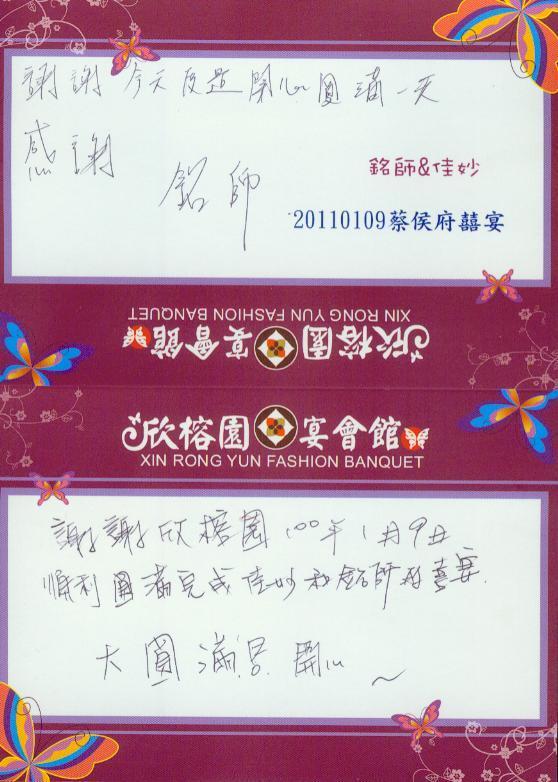 謝謝 今天度過開心圓滿一天
感謝
銘師
銘師&佳妙
20110109蔡侯府囍宴
欣榕園 宴會館
XIN RONG YUN FASHION BANQUET
欣榕園 宴會館
XIN RONG YUN FASHION BANQUET
謝謝欣榕園 100年1月9日
順利圓滿完成佳妙和銘師的喜宴.
大圓滿 開心~